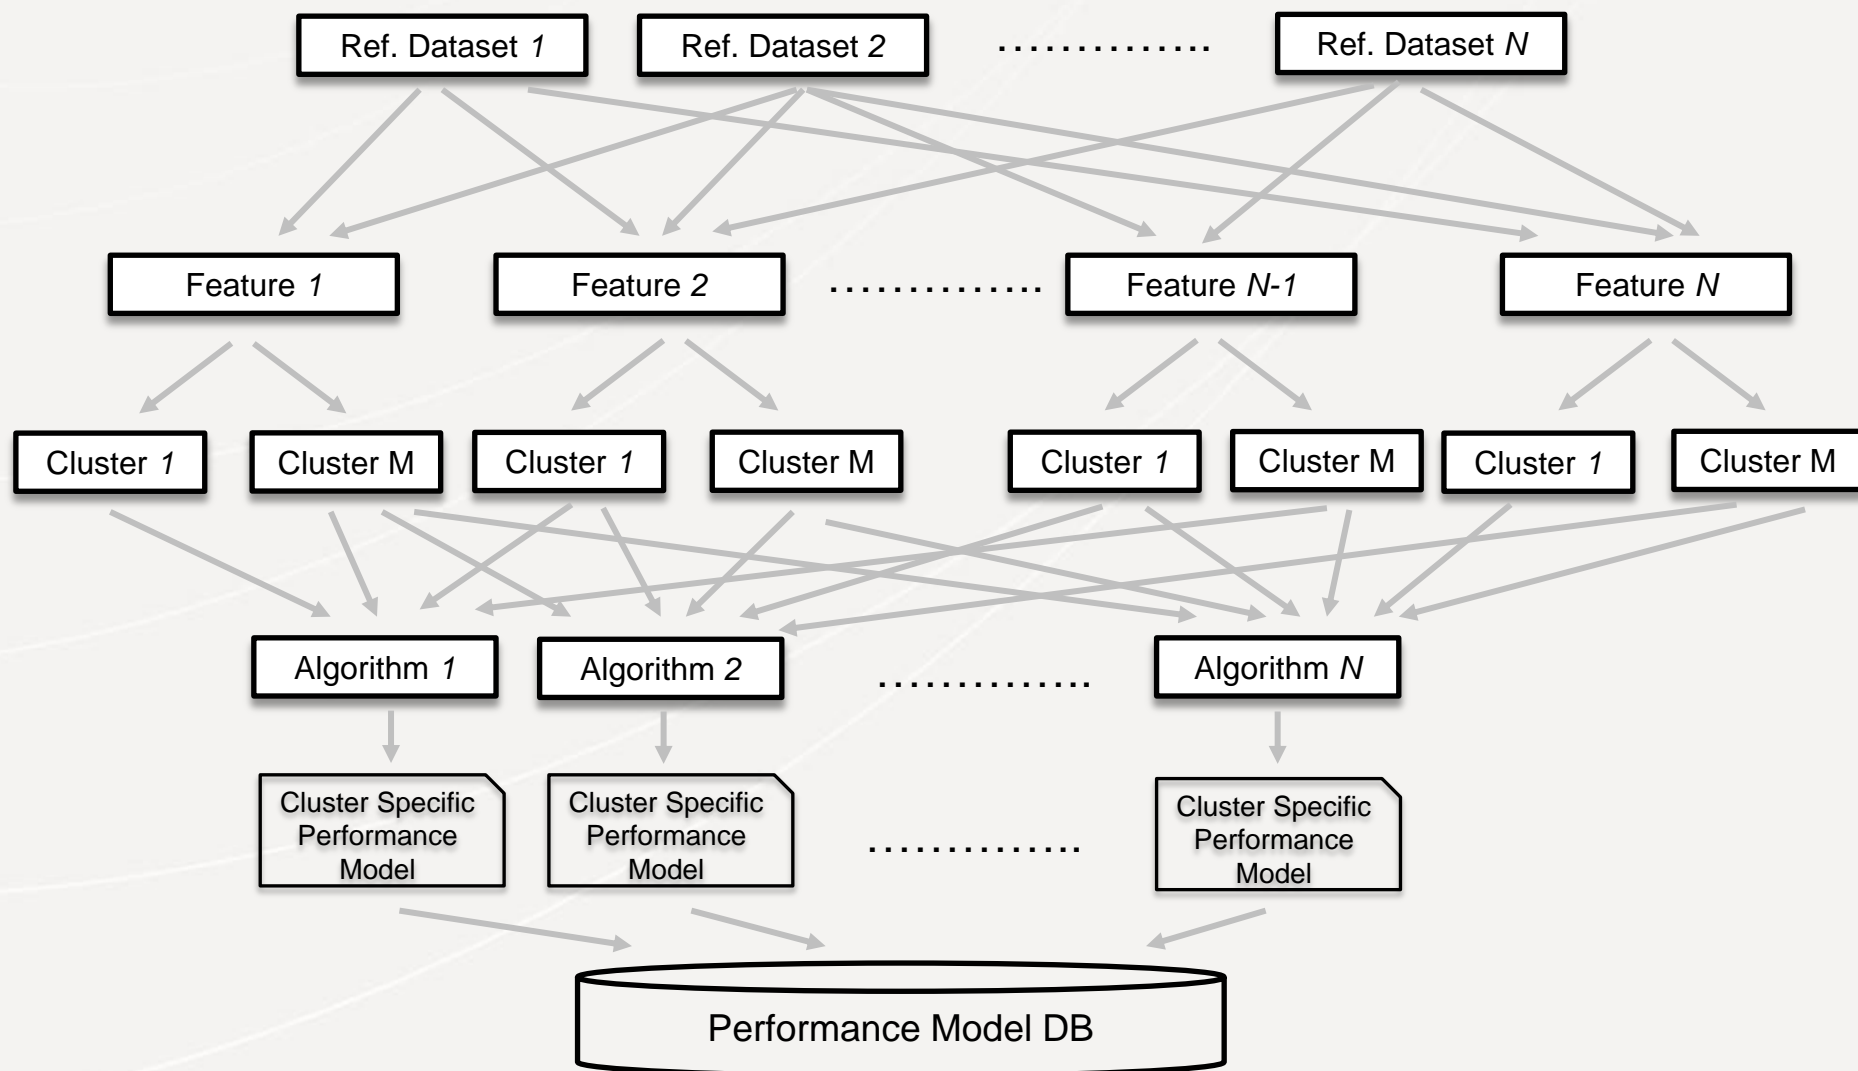 Ref. Dataset 1
Ref. Dataset 2
..............
Ref. Dataset N
Feature 1
Feature 2
..............
Feature N-1
Feature N
Cluster 1
Cluster M
Cluster 1
Cluster M
Cluster 1
Cluster M
Cluster 1
Cluster M
Algorithm 1
Algorithm 2
..............
Algorithm N
Cluster Specific
Performance
Model
Cluster Specific
Performance
Model
..............
Cluster Specific
Performance
Model
Performance Model DB